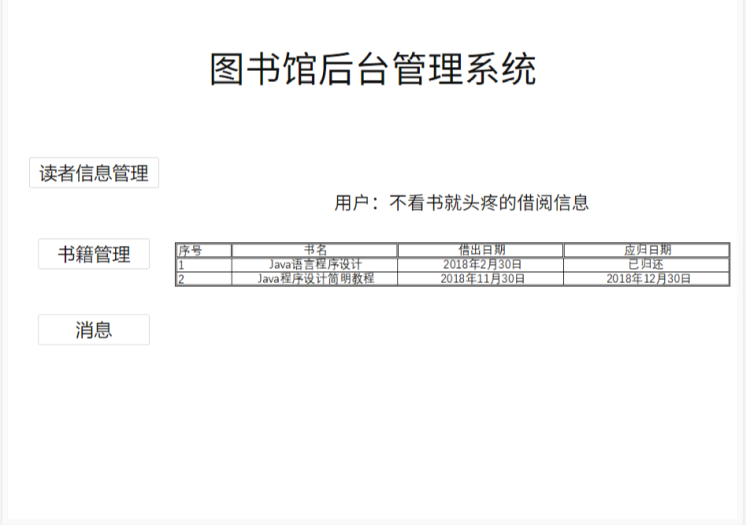 图书馆后台管理系统
读者信息管理
用户：不看书就头疼的借阅信息
书籍管理
序号 书名 借出日期 应归日期
1 Java语言程序设计 2018年2月30日 已归还
2 Java程序设计简明教程 2018年11月30日 2018年12月30日
消息